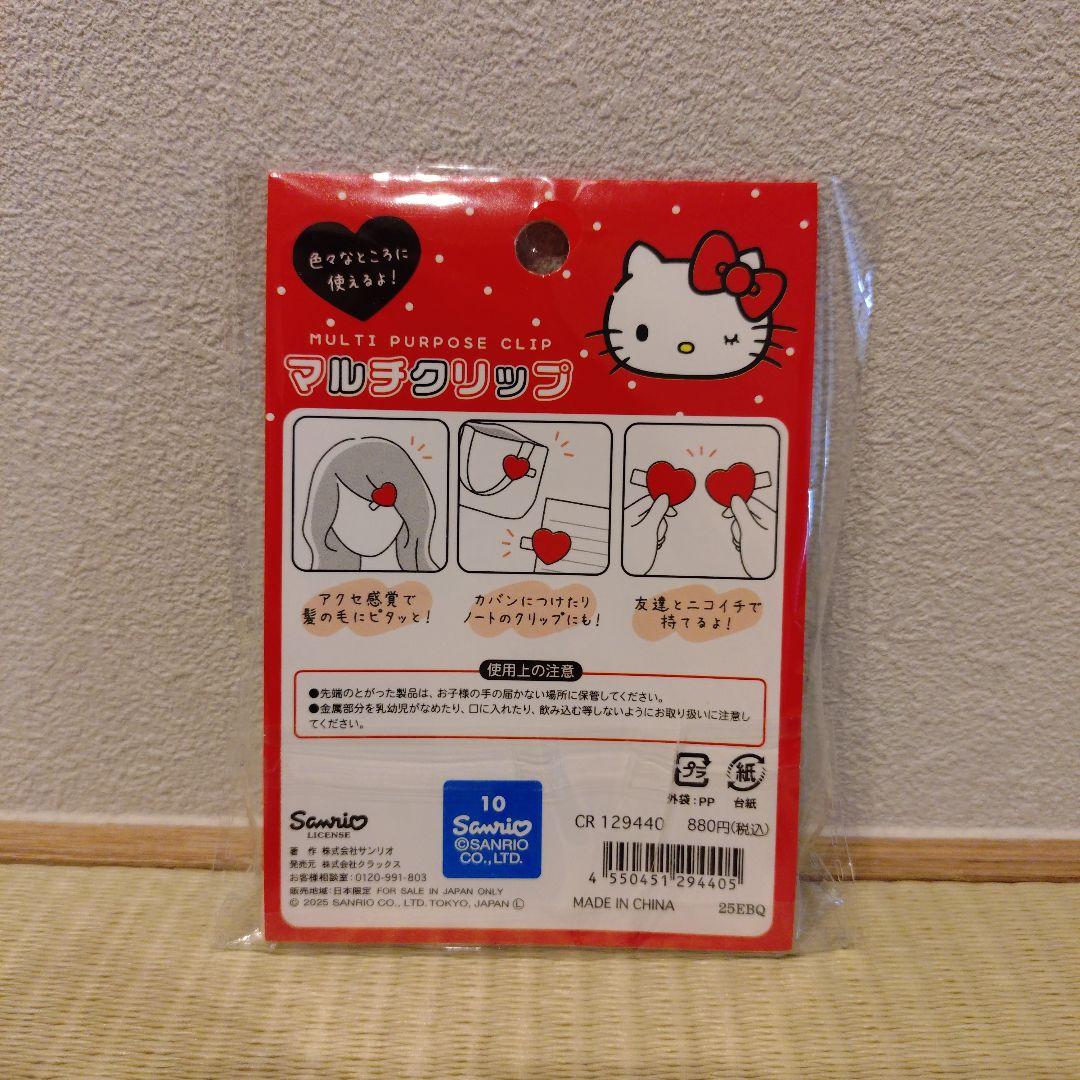 色々なところに
使えるよ!
MULTI PURPOSE CLIP
マルチクリップ
アクセ感覚で
髪の毛にピタッと!
カバンにつけたり
ノートのクリップにも!
友達とニコイチで
持てるよ!
使用上の注意
●先端のとがった製品は、お子様の手の届かない場所に保管してください。
●金属部分を乳幼児がなめたり、口に入れたり、飲み込む等しないようにお取り扱いに注意し
てください。
プラ
紙
外袋:PP 台紙
Sanrio
LICENSE
著 作 株式会社サンリオ
発売元 株式会社クラックス
お客様相談室:0120-991-803
販売地域:日本限定 FOR SALE IN JAPAN ONLY
© 2025 SANRIO CO., LTD. TOKYO, JAPAN Ⓛ
10
Sanrio
©SANRIO
CO., LTD.
CR 129440 880円(税込)
4 550451 294405
MADE IN CHINA 25EBQ